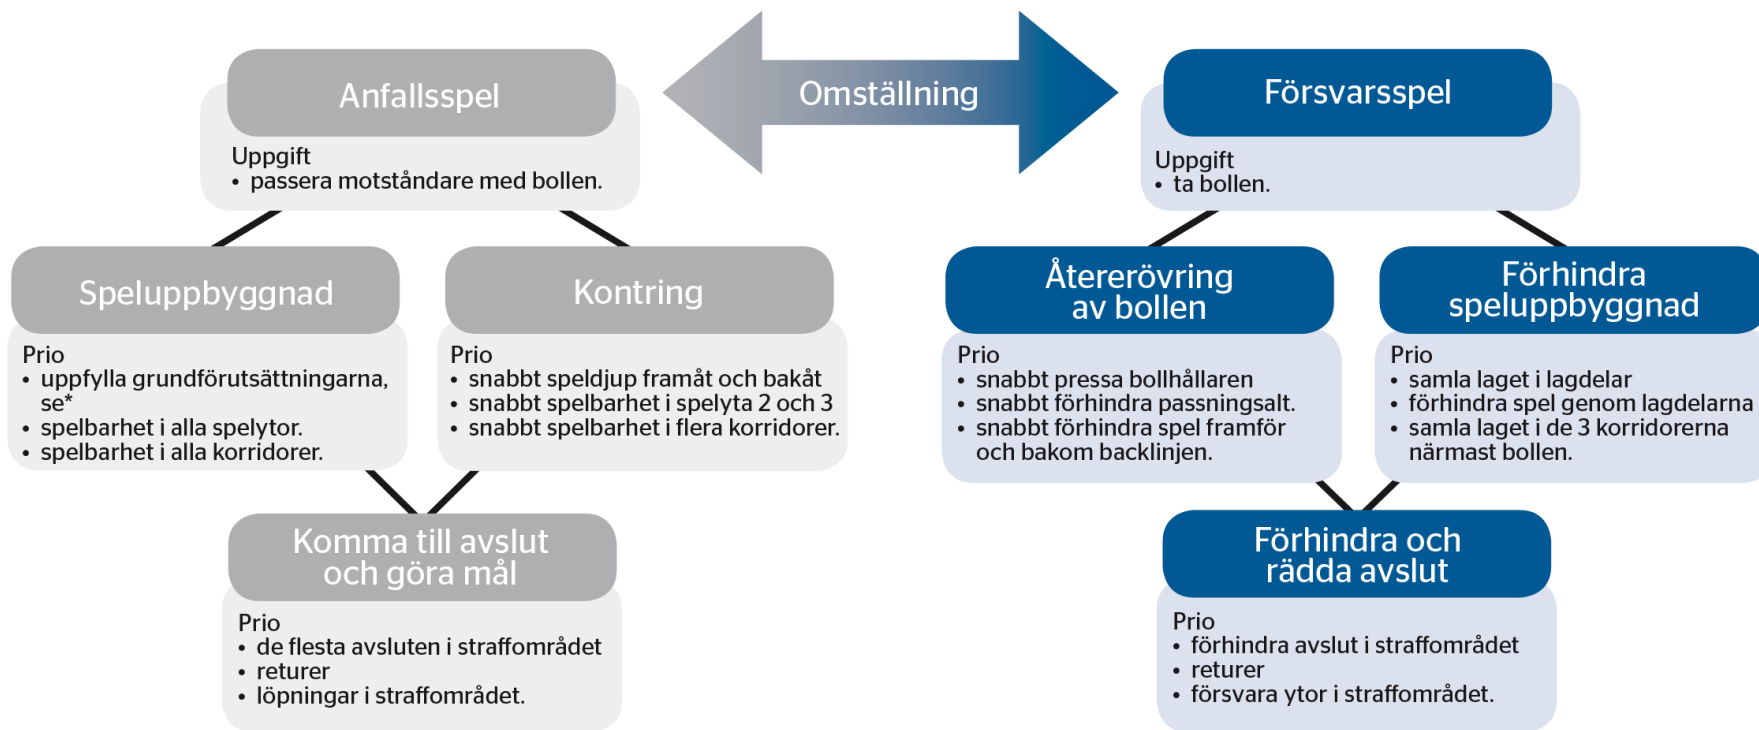 Anfallsspel
Uppgift
• passera motståndare med bollen.
Omställning
Försvarsspel
Uppgift
• ta bollen.
Speluppbyggnad
Prio
• uppfylla grundförutsättningarna,
se*
• spelbarhet i alla spelytor.
• spelbarhet i alla korridorer.
Kontring
Prio
• snabbt speldjup framåt och bakåt
• snabbt spelbarhet i spelyta 2 och 3
• snabbt spelbarhet i flera korridorer.
Återerövring
av bollen
Prio
• snabbt pressa bollhållaren
• snabbt förhindra passningsalt.
• snabbt förhindra spel framför
och bakom backlinjen.
Förhindra
speluppbyggnad
Prio
• samla laget i lagdelar
• förhindra spel genom lagdelarna
• samla laget i de 3 korridorerna
närmast bollen.
Komma till avslut
och göra mål
Prio
• de flesta avsluten i straffområdet
• returer
• löpningar i straffområdet.
Förhindra och
rädda avslut
Prio
• förhindra avslut i straffområdet
• returer
• försvara ytor i straffområdet.